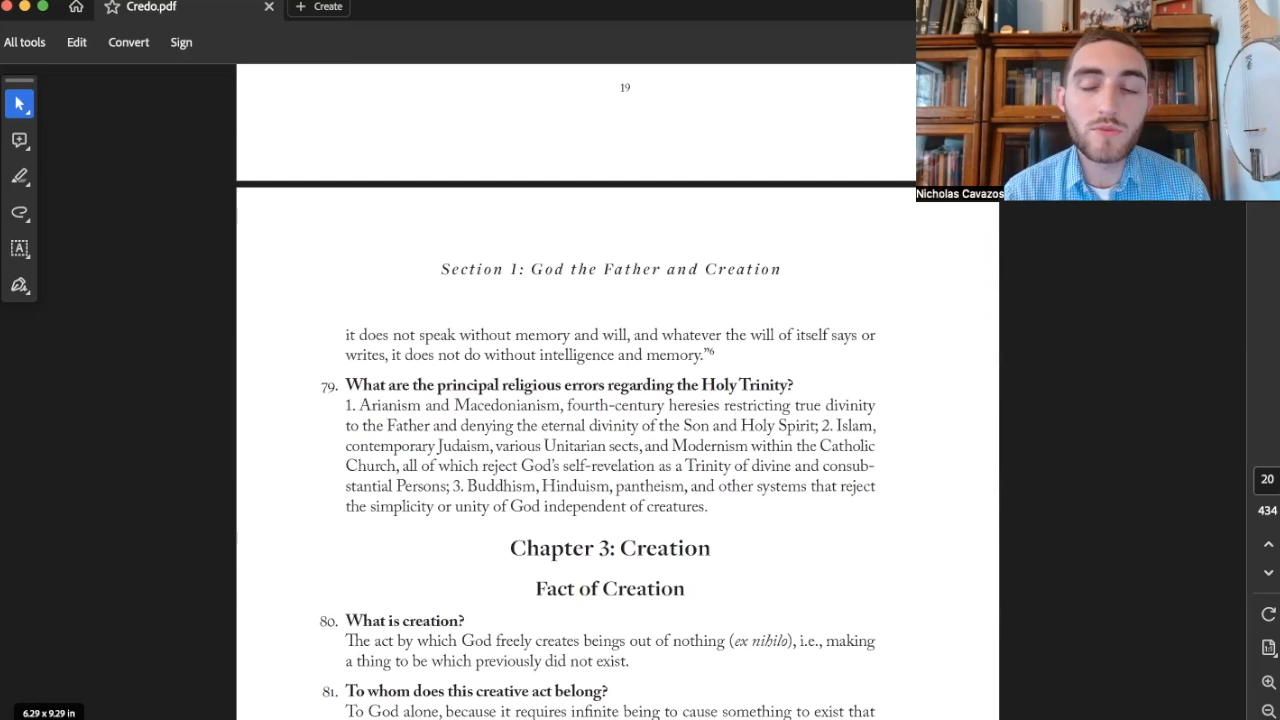 Credo.pdf
Create
All tools
Edit
Convert
Sign
19
Nicholas Cavazos
Section 1: God the Father and Creation
it does not speak without memory and will, and whatever the will of itself says or
writes, it does not do without intelligence and memory.”⁶
79. What are the principal religious errors regarding the Holy Trinity?
1. Arianism and Macedonianism, fourth-century heresies restricting true divinity
to the Father and denying the eternal divinity of the Son and Holy Spirit; 2. Islam,
contemporary Judaism, various Unitarian sects, and Modernism within the Catholic
Church, all of which reject God’s self-revelation as a Trinity of divine and consub-
stantial Persons; 3. Buddhism, Hinduism, pantheism, and other systems that reject
the simplicity or unity of God independent of creatures.
Chapter 3: Creation
Fact of Creation
80. What is creation?
The act by which God freely creates beings out of nothing (ex nihilo), i.e., making
a thing to be which previously did not exist.
81. To whom does this creative act belong?
To God alone, because it requires infinite being to cause something to exist that
20
434
6.29 x 9.29 in